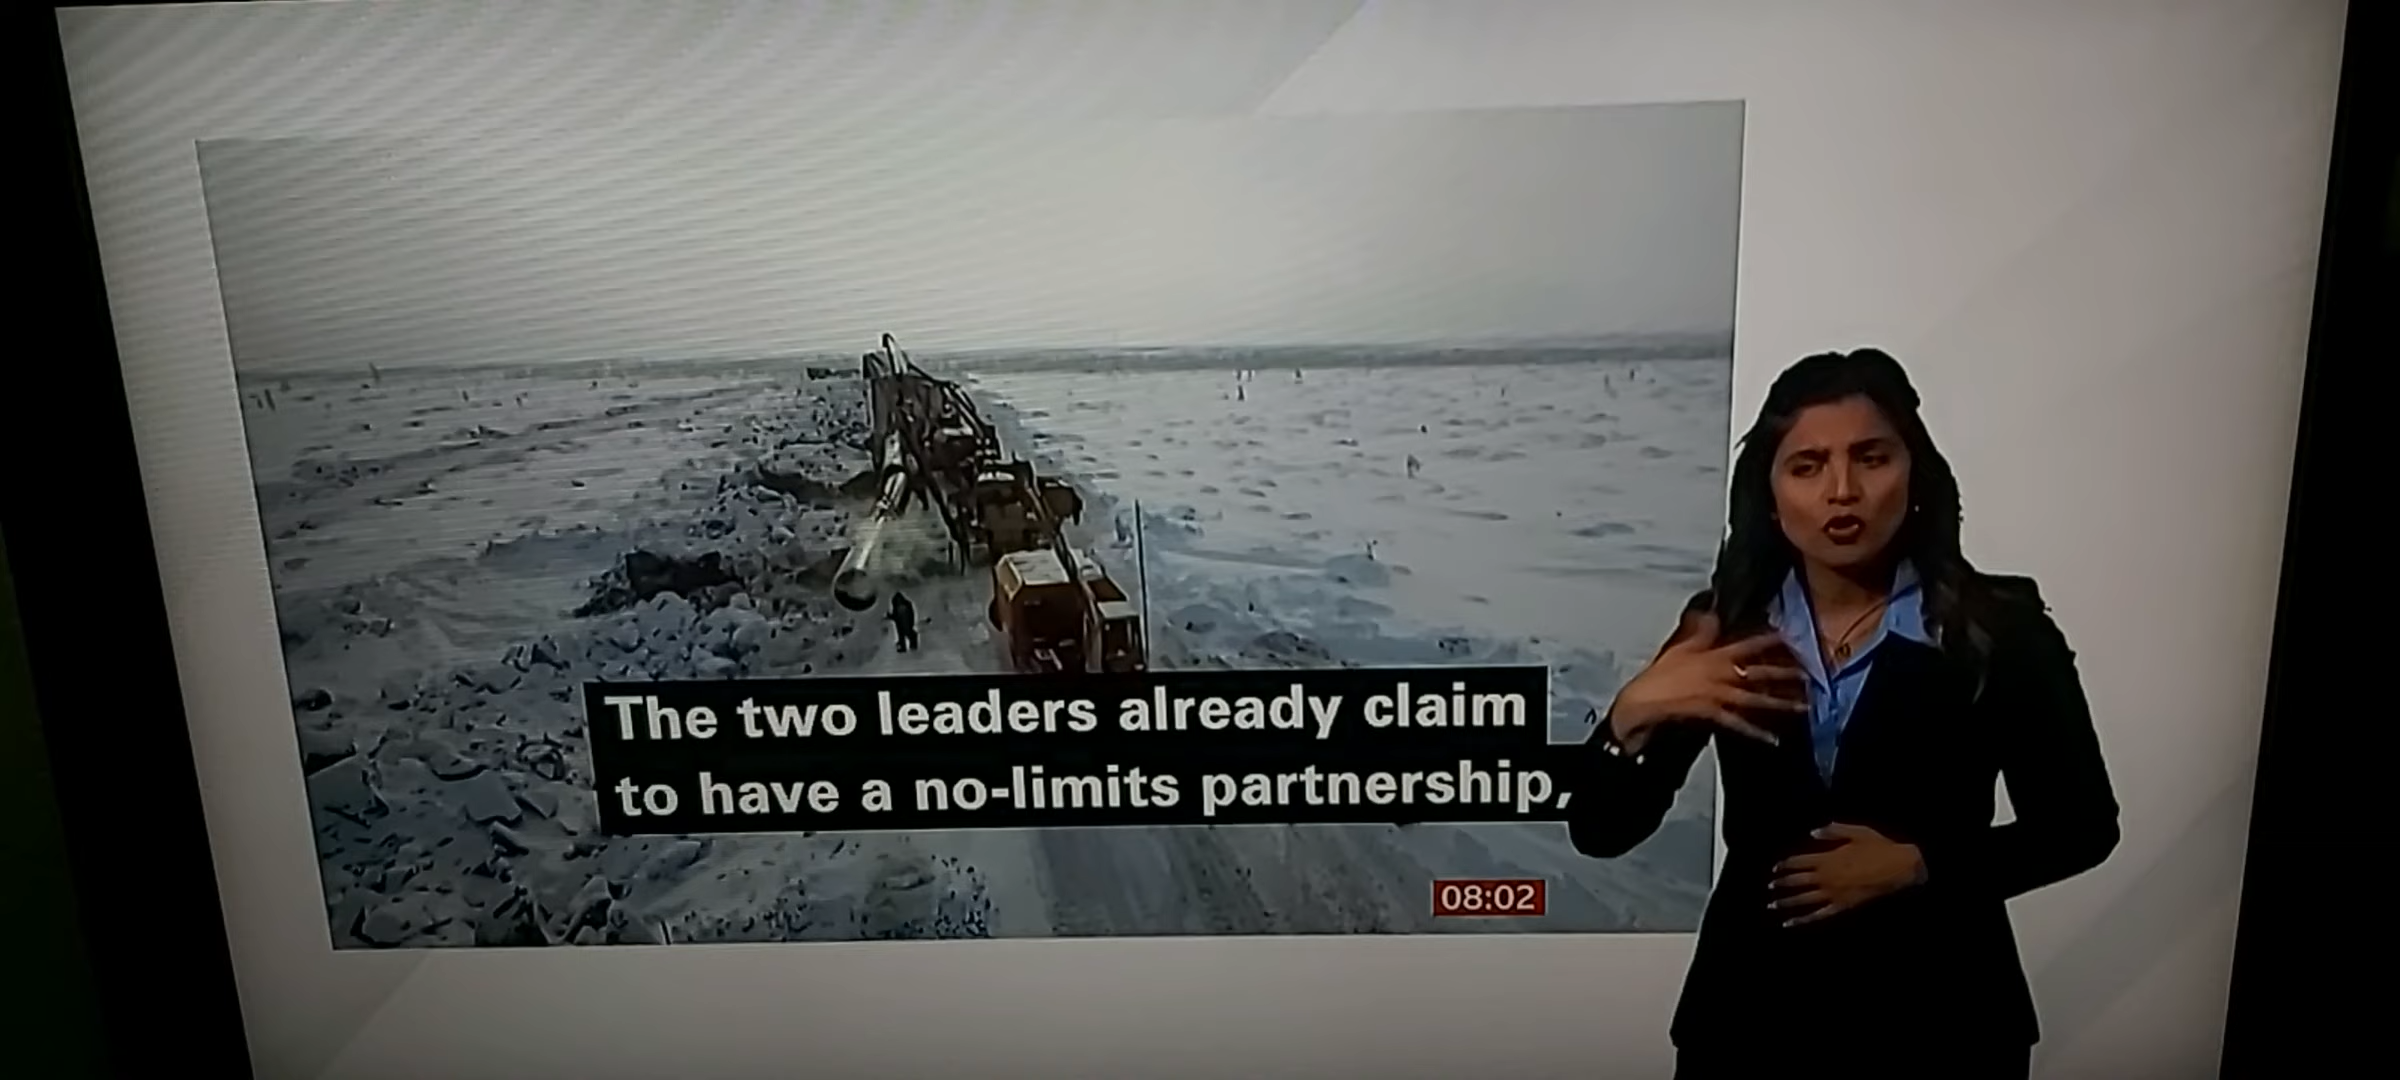 The two leaders already claim
to have a no-limits partnership,
08:02